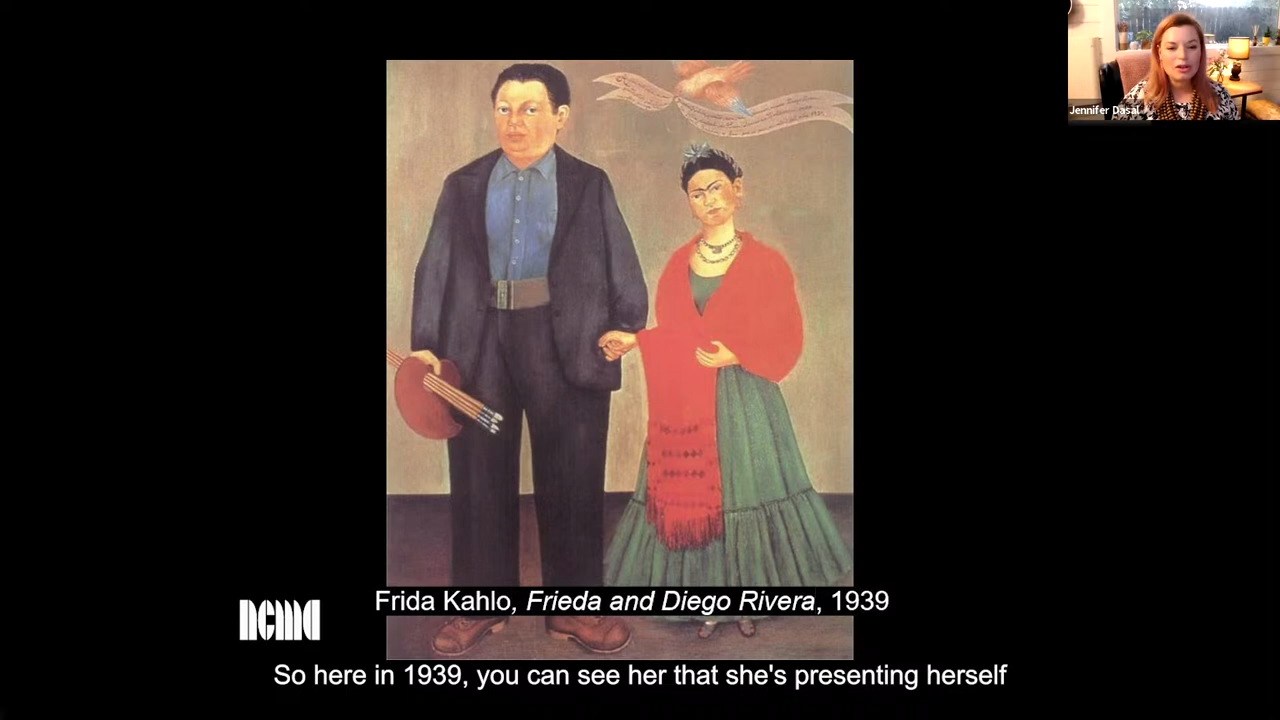 Jennifer Dasal
Frida Kahlo, Frieda and Diego Rivera, 1939
ncma
So here in 1939, you can see her that she's presenting herself